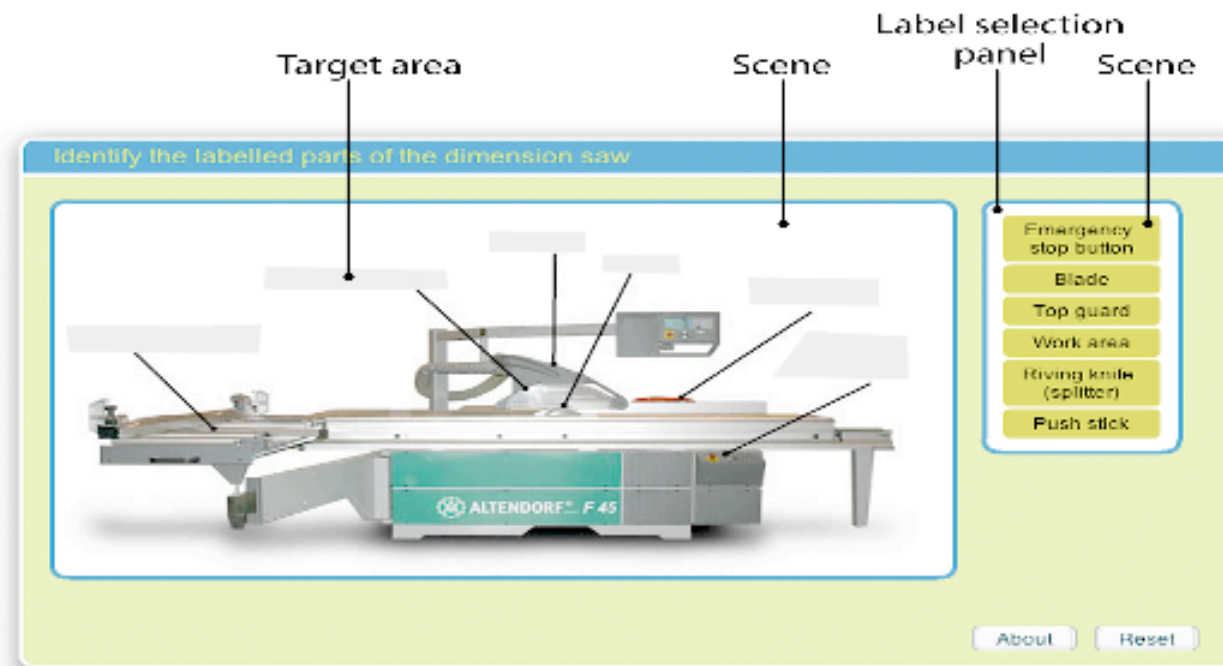 Label selection
panel
Target area
Scene
Scene
Identify the labelled parts of the dimension saw
Emergency
stop button
Blade
Top guard
Work area
Riving knife
(splitter)
Push stick
ALTENDORF® F 45
About
Reset